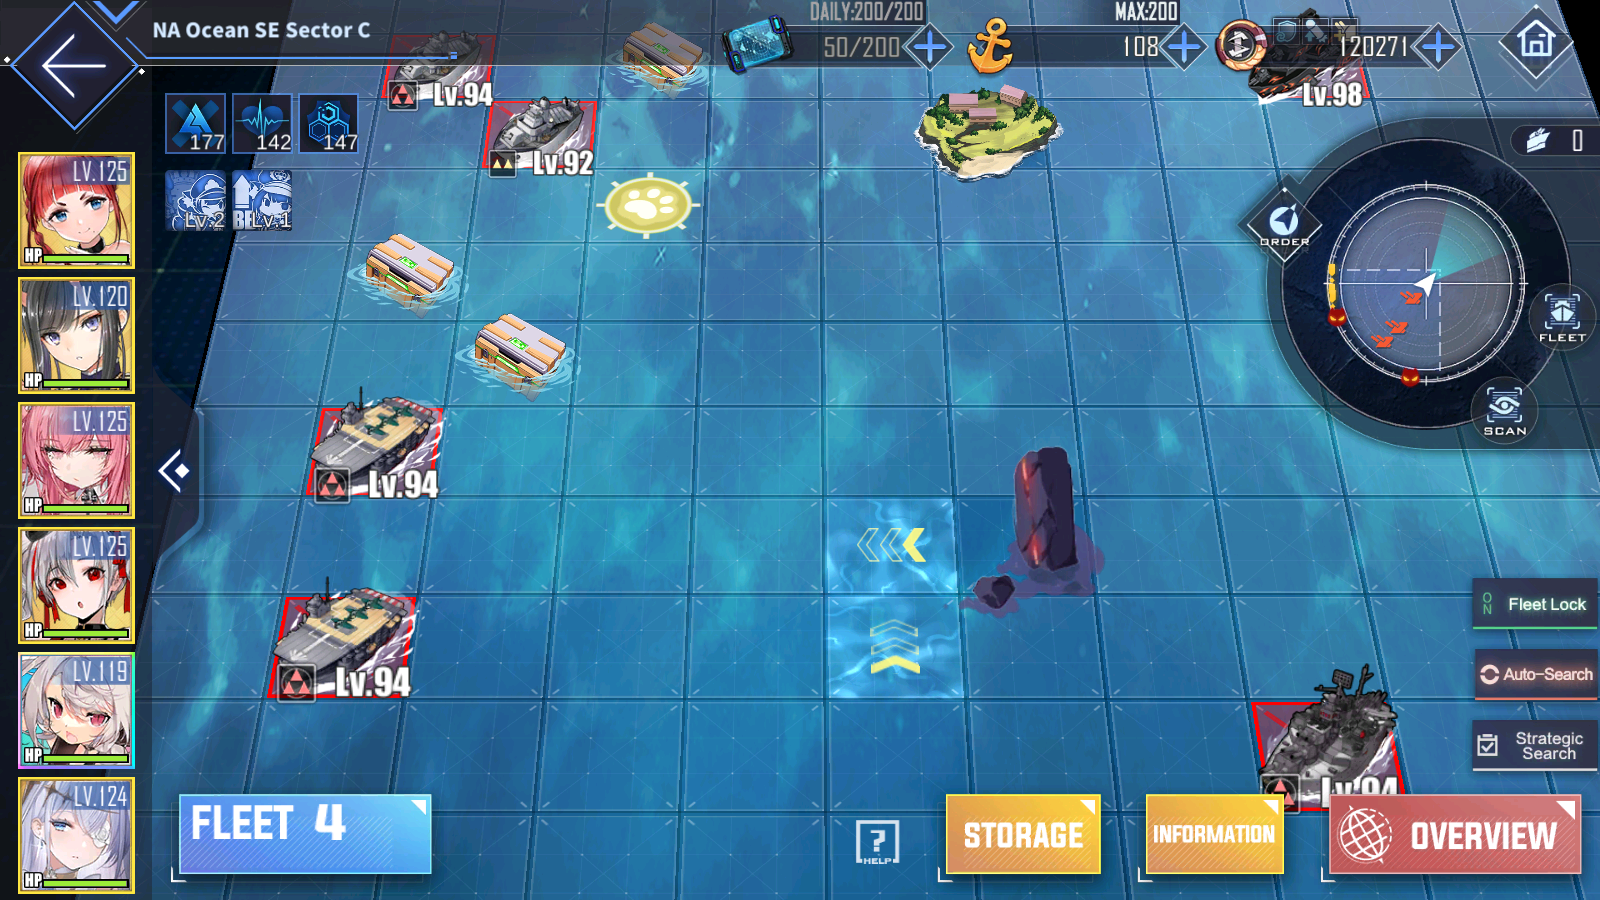 NA Ocean SE Sector C
DAILY:200/200
50/200
MAX:200
108
120271
177
142
147
Lv.2
Lv.1
Lv.94
Lv.92
Lv.98
0
ORDER
FLEET
SCAN
LV.125
HP
LV.120
HP
LV.125
HP
LV.125
HP
LV.119
HP
LV.124
HP
Lv.94
Lv.94
Lv.94
ON
Fleet Lock
Auto-Search
Strategic
Search
FLEET 4
?
HELP
STORAGE
INFORMATION
OVERVIEW